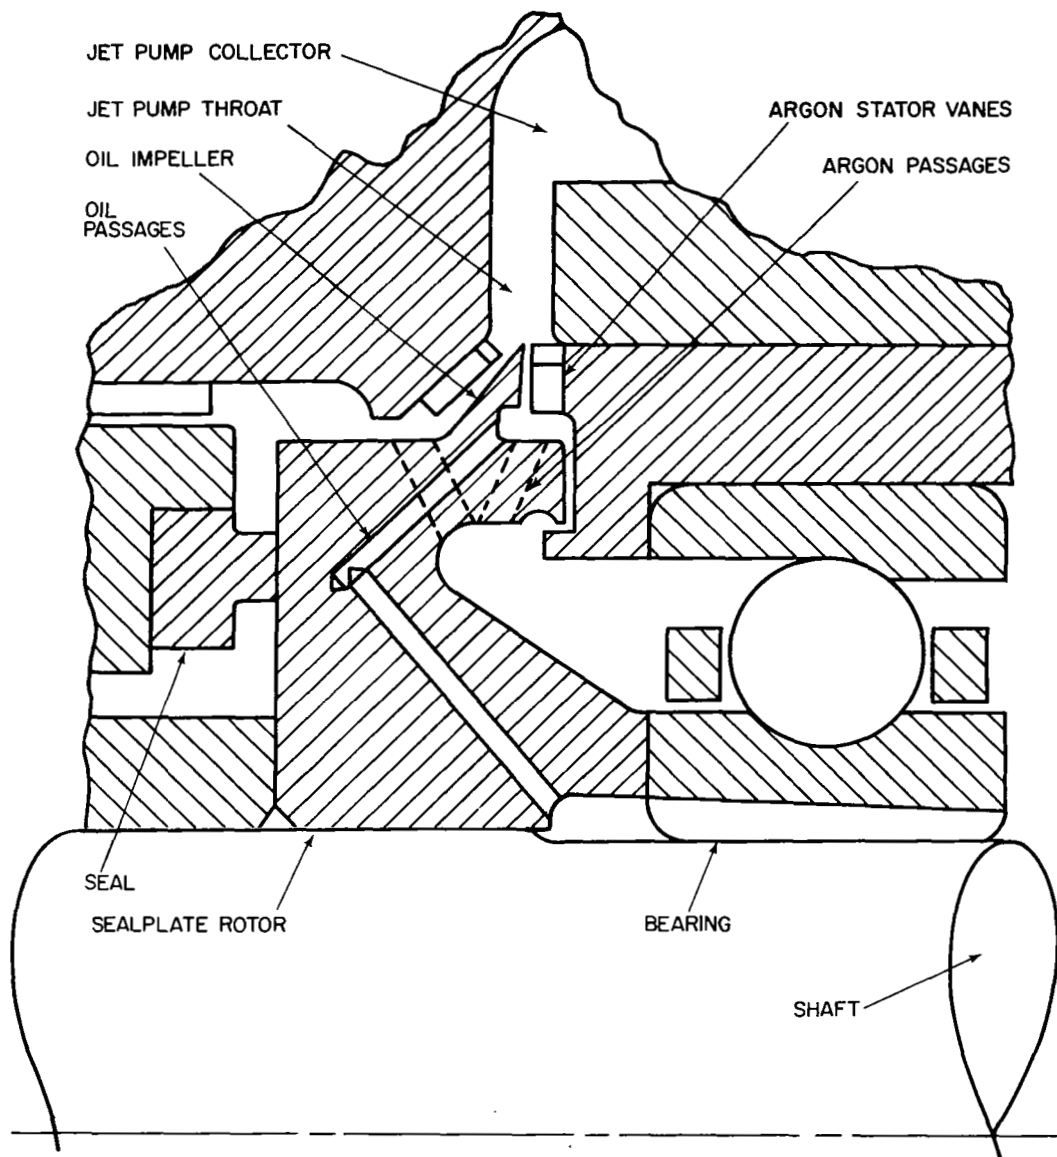 JET PUMP COLLECTOR
JET PUMP THROAT
OIL IMPELLER
OIL
PASSAGES
ARGON STATOR VANES
ARGON PASSAGES
SEAL
SEALPLATE ROTOR
BEARING
SHAFT